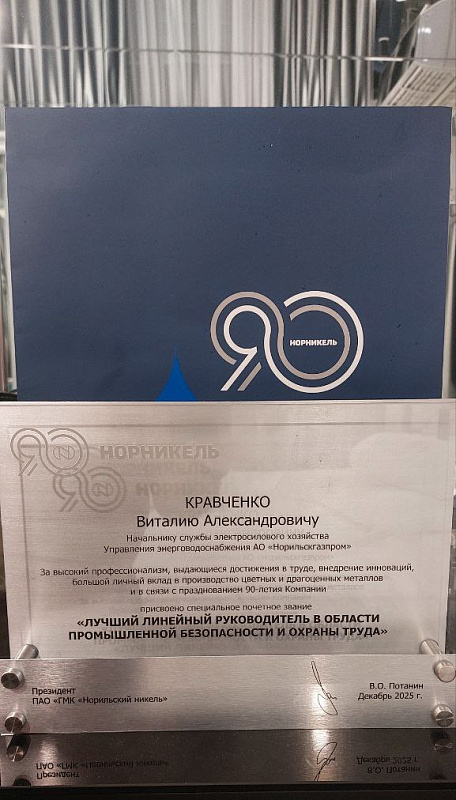 90
НОРНИКЕЛЬ
90 НОРНИКЕЛЬ
КРАВЧЕНКО
Виталию Александровичу
Начальнику службы электросилового хозяйства
Управления энерговодоснабжения АО «Норильскгазпром»
За высокий профессионализм, выдающиеся достижения в труде, внедрение инноваций,
большой личный вклад в производство цветных и драгоценных металлов
и в связи с празднованием 90-летия Компании
присвоено специальное почетное звание
«ЛУЧШИЙ ЛИНЕЙНЫЙ РУКОВОДИТЕЛЬ В ОБЛАСТИ
ПРОМЫШЛЕННОЙ БЕЗОПАСНОСТИ И ОХРАНЫ ТРУДА»
Президент
ПАО «ГМК «Норильский никель»
В.О. Потанин
Декабрь 2025 г.